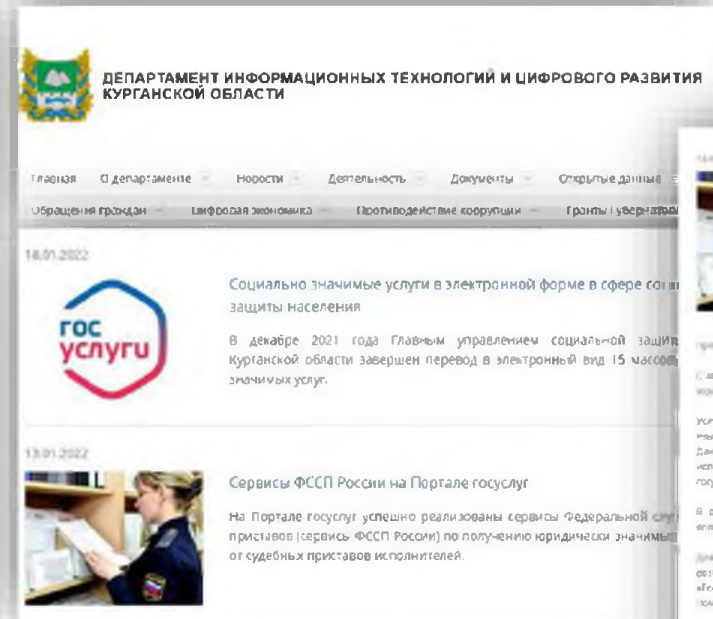 ДЕПАРТАМЕНТ ИНФОРМАЦИОННЫХ ТЕХНОЛОГИЙ И ЦИФРОВОГО РАЗВИТИЯ
КУРГАНСКОЙ ОБЛАСТИ
Главная О департаменте Новости Деятельность Документы Открытые данные
Обращения граждан Цифровая экономика Противодействие коррупции Гранты Губернатора
18.01.2022
гос
услуги
Социально значимые услуги в электронной форме в сфере
защиты населения
В декабре 2021 года Главным управлением социальной
Курганской области завершен перевод в электронный вид 15
значимых услуг.
13.01.2022
Сервисы ФССП России на Портале госуслуг
На Портале госуслуг успешно реализованы сервисы Федеральной
приставов (сервисы ФССП России) по получению юридически
от судебных приставов исполнителей.